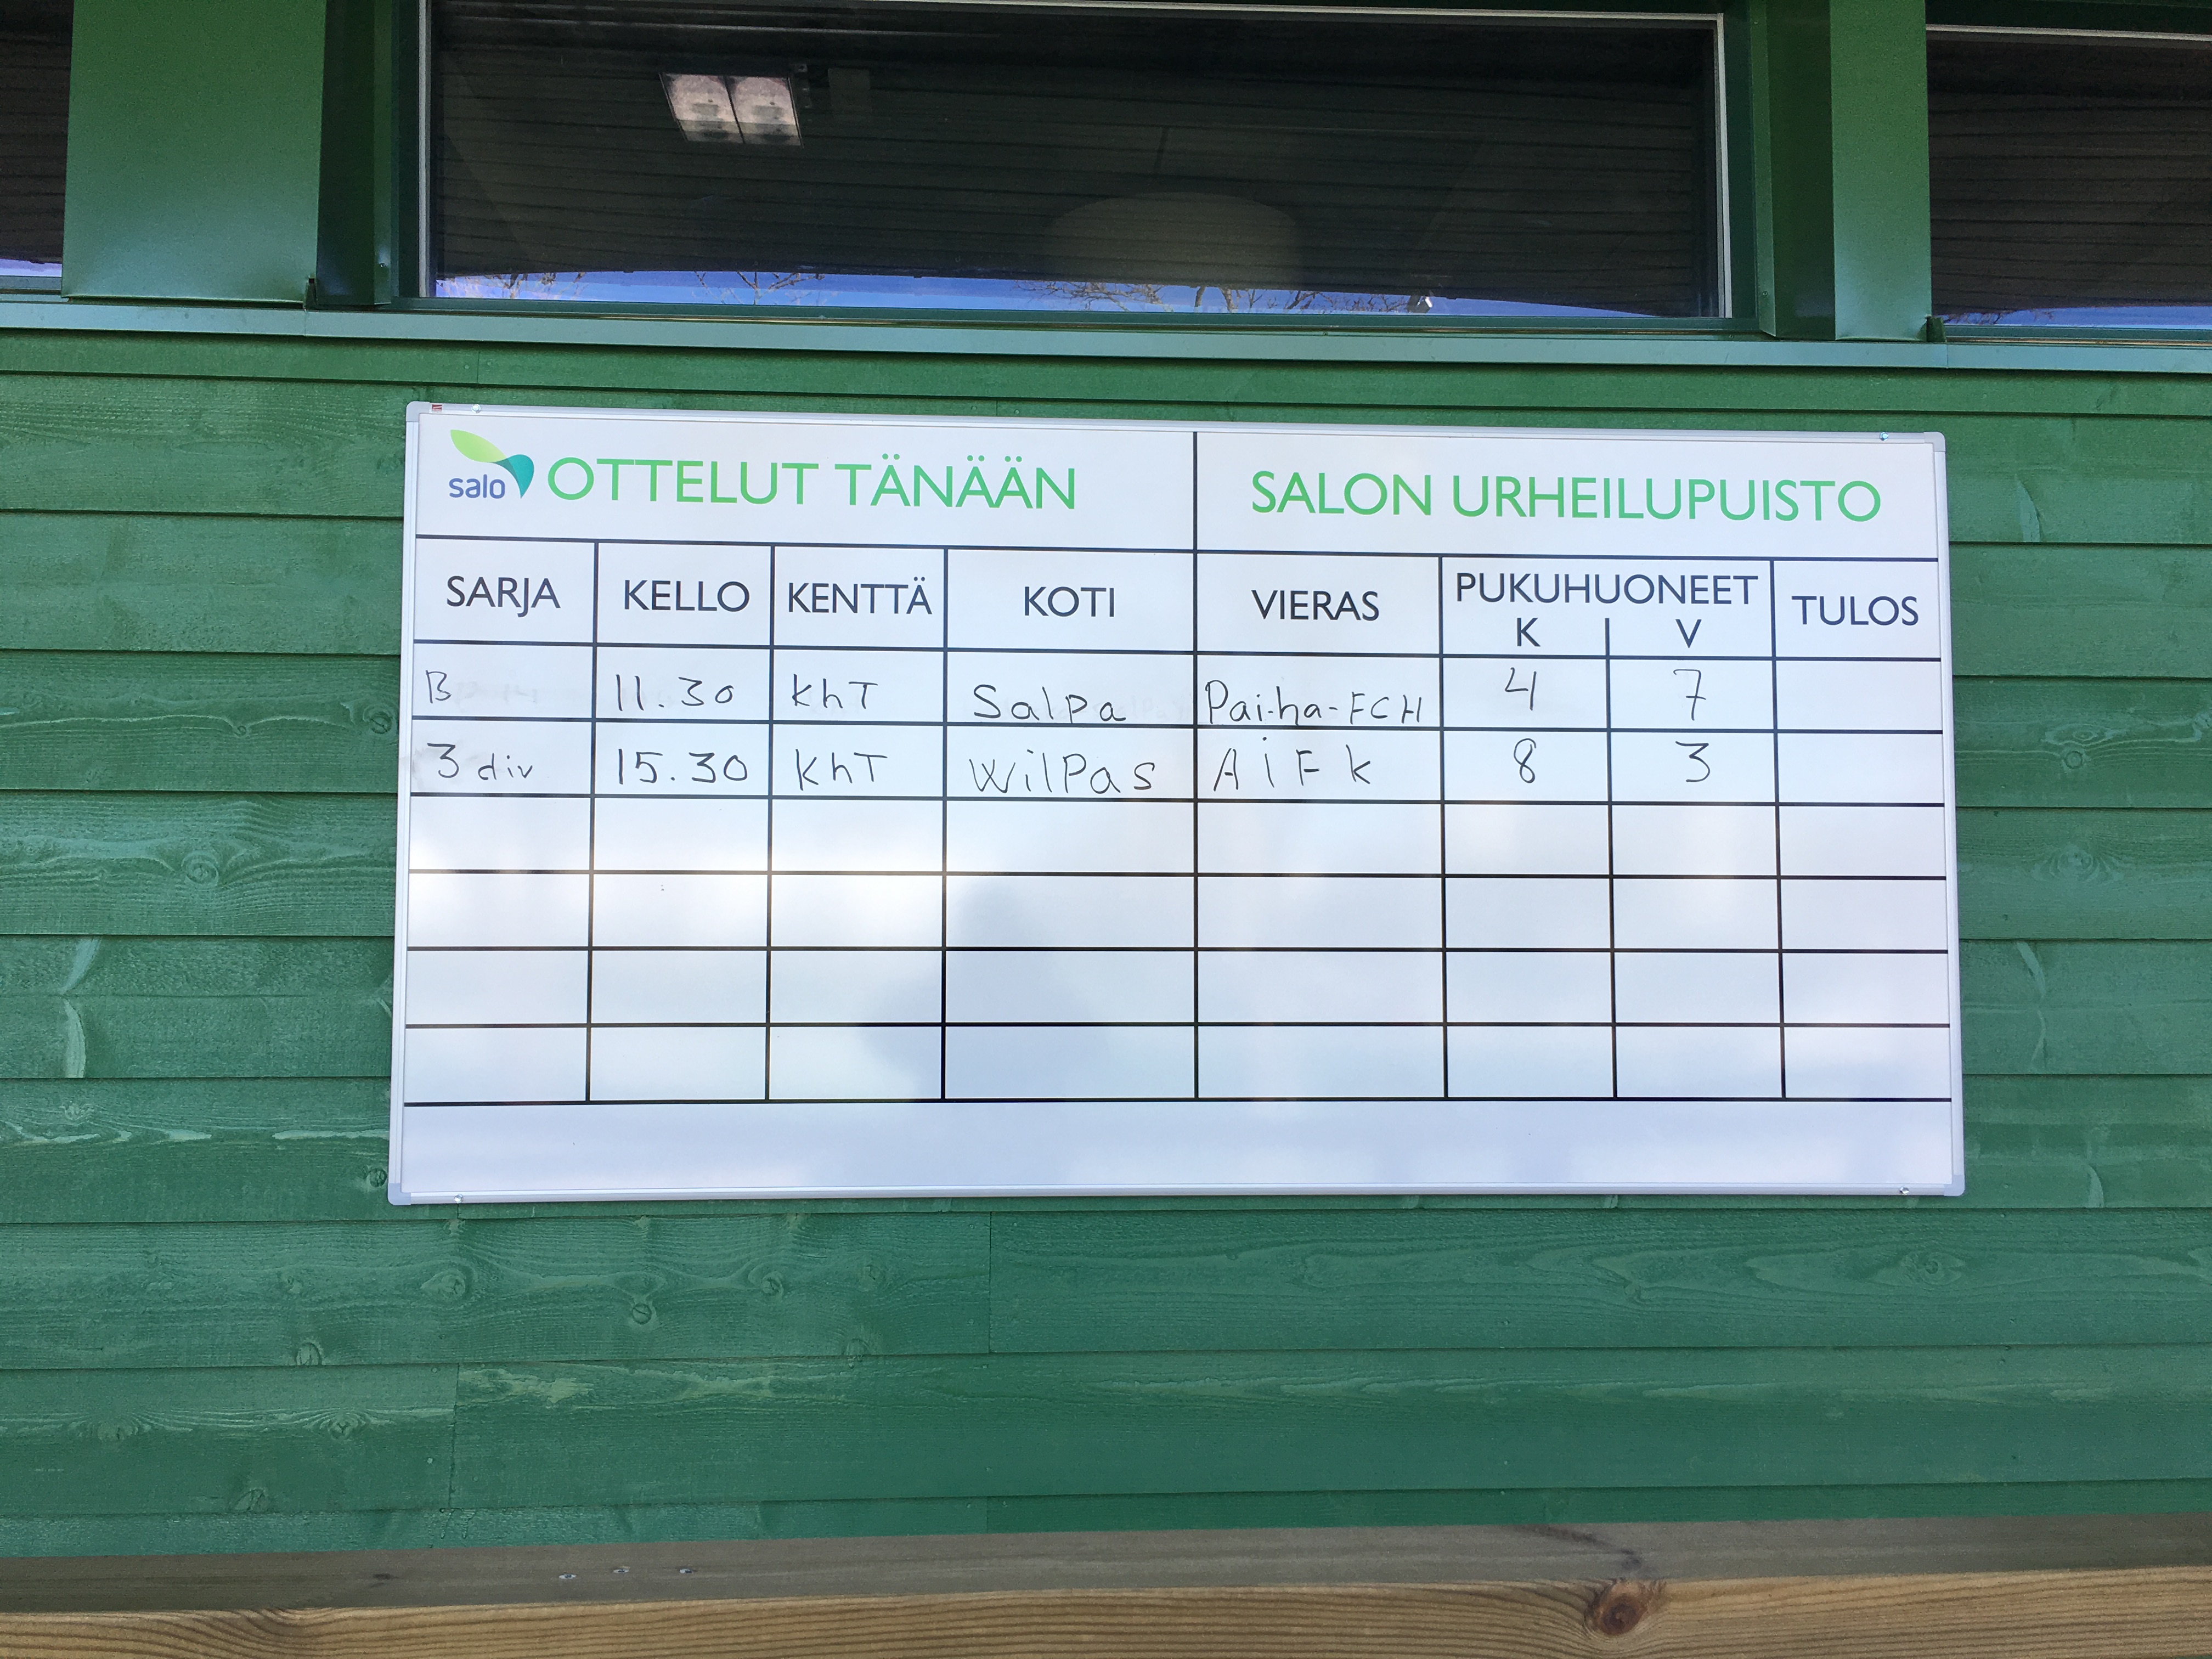 salo OTTELUT TÄNÄÄN SALON URHEILUPUISTO
SARJA KELLO KENTTÄ KOTI VIERAS PUKUHUONEET TULOS
K V
B 11.30 KhT SalPa Pai-ha-FCH 4 7
3 div 15.30 KhT WilPas AiFk 8 3